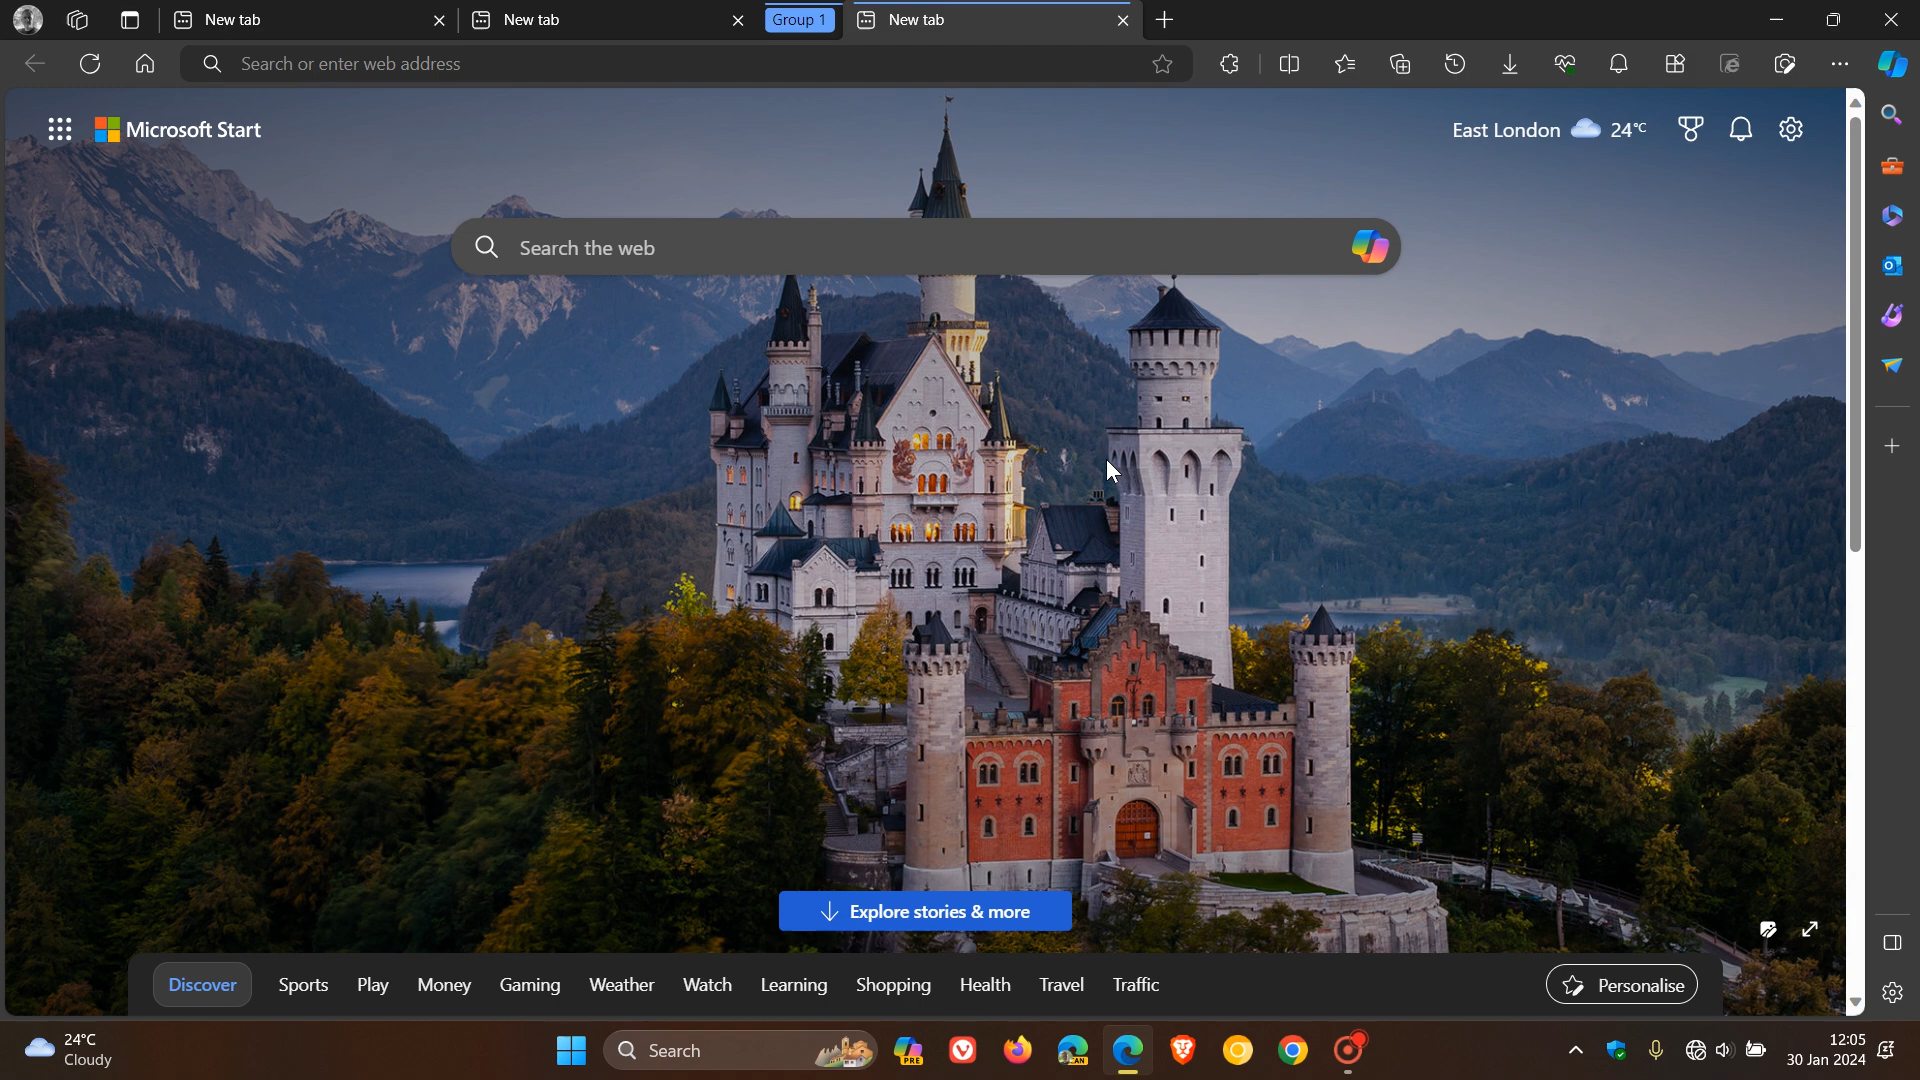 New tab
New tab
Group 1
New tab
Search or enter web address
Microsoft Start
East London
24°C
Search the web
Explore stories & more
Discover
Sports
Play
Money
Gaming
Weather
Watch
Learning
Shopping
Health
Travel
Traffic
Personalise
24°C
Cloudy
Search
PRE
CAN
12:05
30 Jan 2024